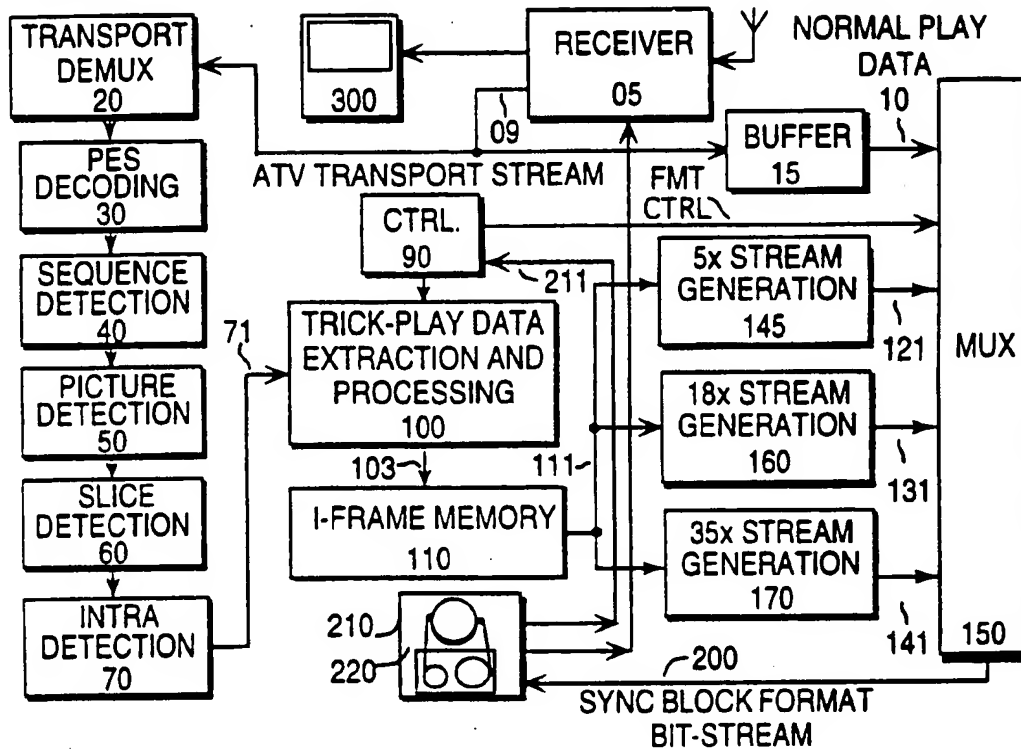 TRANSPORT
DEMUX
20
PES
DECODING
30
SEQUENCE
DETECTION
40
PICTURE
DETECTION
50
SLICE
DETECTION
60
INTRA
DETECTION
70
71
300
RECEIVER
05
09
ATV TRANSPORT STREAM
NORMAL PLAY
DATA
10
BUFFER
15
FMT
CTRL
CTRL.
90
211
TRICK-PLAY DATA
EXTRACTION AND
PROCESSING
100
103
111
I-FRAME MEMORY
110
5x STREAM
GENERATION
145
121
18x STREAM
GENERATION
160
131
35x STREAM
GENERATION
170
141
MUX
150
210
220
200
SYNC BLOCK FORMAT
BIT-STREAM